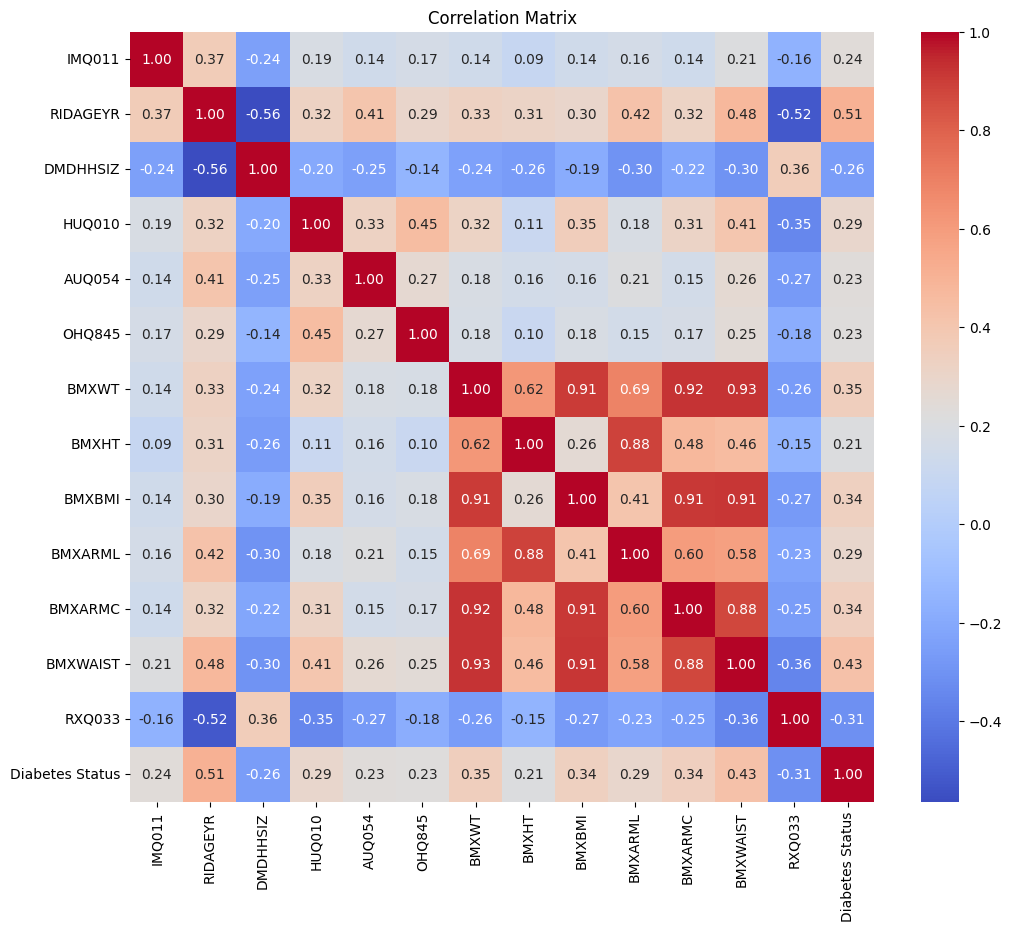 Correlation Matrix
IMQ011 1.00 0.37 -0.24 0.19 0.14 0.17 0.14 0.09 0.14 0.16 0.14 0.21 -0.16 0.24
RIDAGEYR 0.37 1.00 -0.56 0.32 0.41 0.29 0.33 0.31 0.30 0.42 0.32 0.48 -0.52 0.51
DMDHHSIZ -0.24 -0.56 1.00 -0.20 -0.25 -0.14 -0.24 -0.26 -0.19 -0.30 -0.22 -0.30 0.36 -0.26
HUQ010 0.19 0.32 -0.20 1.00 0.33 0.45 0.32 0.11 0.35 0.18 0.31 0.41 -0.35 0.29
AUQ054 0.14 0.41 -0.25 0.33 1.00 0.27 0.18 0.16 0.16 0.21 0.15 0.26 -0.27 0.23
OHQ845 0.17 0.29 -0.14 0.45 0.27 1.00 0.18 0.10 0.18 0.15 0.17 0.25 -0.18 0.23
BMXWT 0.14 0.33 -0.24 0.32 0.18 0.18 1.00 0.62 0.91 0.69 0.92 0.93 -0.26 0.35
BMXHT 0.09 0.31 -0.26 0.11 0.16 0.10 0.62 1.00 0.26 0.88 0.48 0.46 -0.15 0.21
BMXBMI 0.14 0.30 -0.19 0.35 0.16 0.18 0.91 0.26 1.00 0.41 0.91 0.91 -0.27 0.34
BMXARML 0.16 0.42 -0.30 0.18 0.21 0.15 0.69 0.88 0.41 1.00 0.60 0.58 -0.23 0.29
BMXARMC 0.14 0.32 -0.22 0.31 0.15 0.17 0.92 0.48 0.91 0.60 1.00 0.88 -0.25 0.34
BMXWAIST 0.21 0.48 -0.30 0.41 0.26 0.25 0.93 0.46 0.91 0.58 0.88 1.00 -0.36 0.43
RXQ033 -0.16 -0.52 0.36 -0.35 -0.27 -0.18 -0.26 -0.15 -0.27 -0.23 -0.25 -0.36 1.00 -0.31
Diabetes Status 0.24 0.51 -0.26 0.29 0.23 0.23 0.35 0.21 0.34 0.29 0.34 0.43 -0.31 1.00
IMQ011 RIDAGEYR DMDHHSIZ HUQ010 AUQ054 OHQ845 BMXWT BMXHT BMXBMI BMXARML BMXARMC BMXWAIST RXQ033 Diabetes Status
1.0
0.8
0.6
0.4
0.2
0.0
−0.2
−0.4